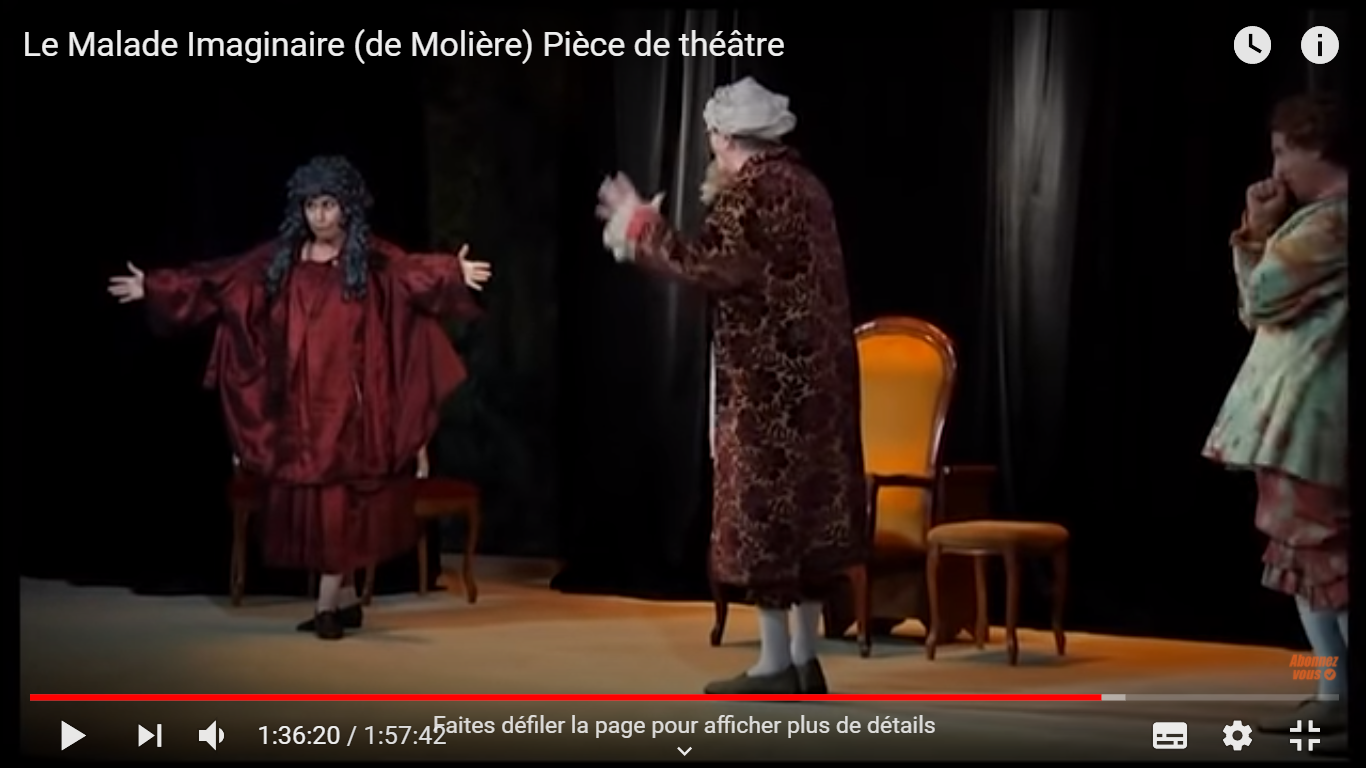 Le Malade Imaginaire (de Molière) Pièce de théâtre
Abonnez
vous
1:36:20 / 1:57:42
Faites défiler la page pour afficher plus de détails